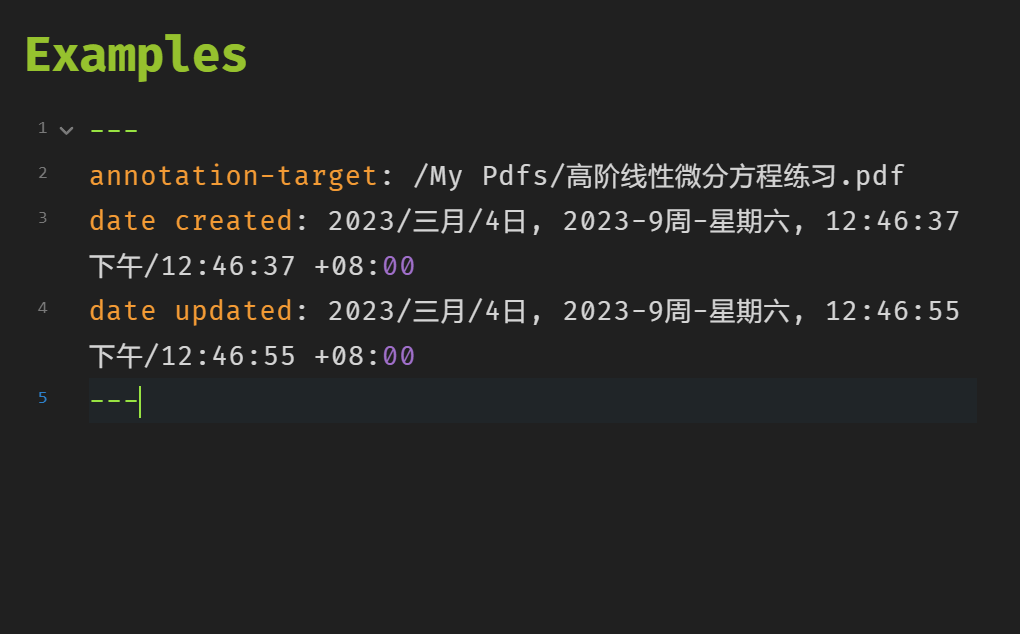 Examples
1 ---
2 annotation-target: /My Pdfs/高阶线性微分方程练习.pdf
3 date created: 2023/三月/4日, 2023-9周-星期六, 12:46:37
下午/12:46:37 +08:00
4 date updated: 2023/三月/4日, 2023-9周-星期六, 12:46:55
下午/12:46:55 +08:00
5 ---